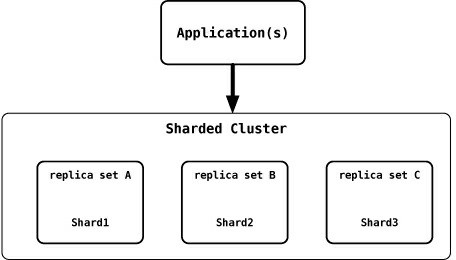 Application(s)
Sharded Cluster
replica set A
Shard1
replica set B
Shard2
replica set C
Shard3